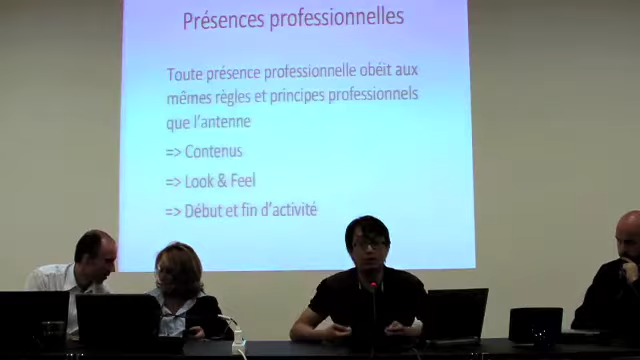 Présences professionnelles
Toute présence professionnelle obéit aux
mêmes règles et principes professionnels
que l'antenne
=> Contenus
=> Look & Feel
=> Début et fin d'activité